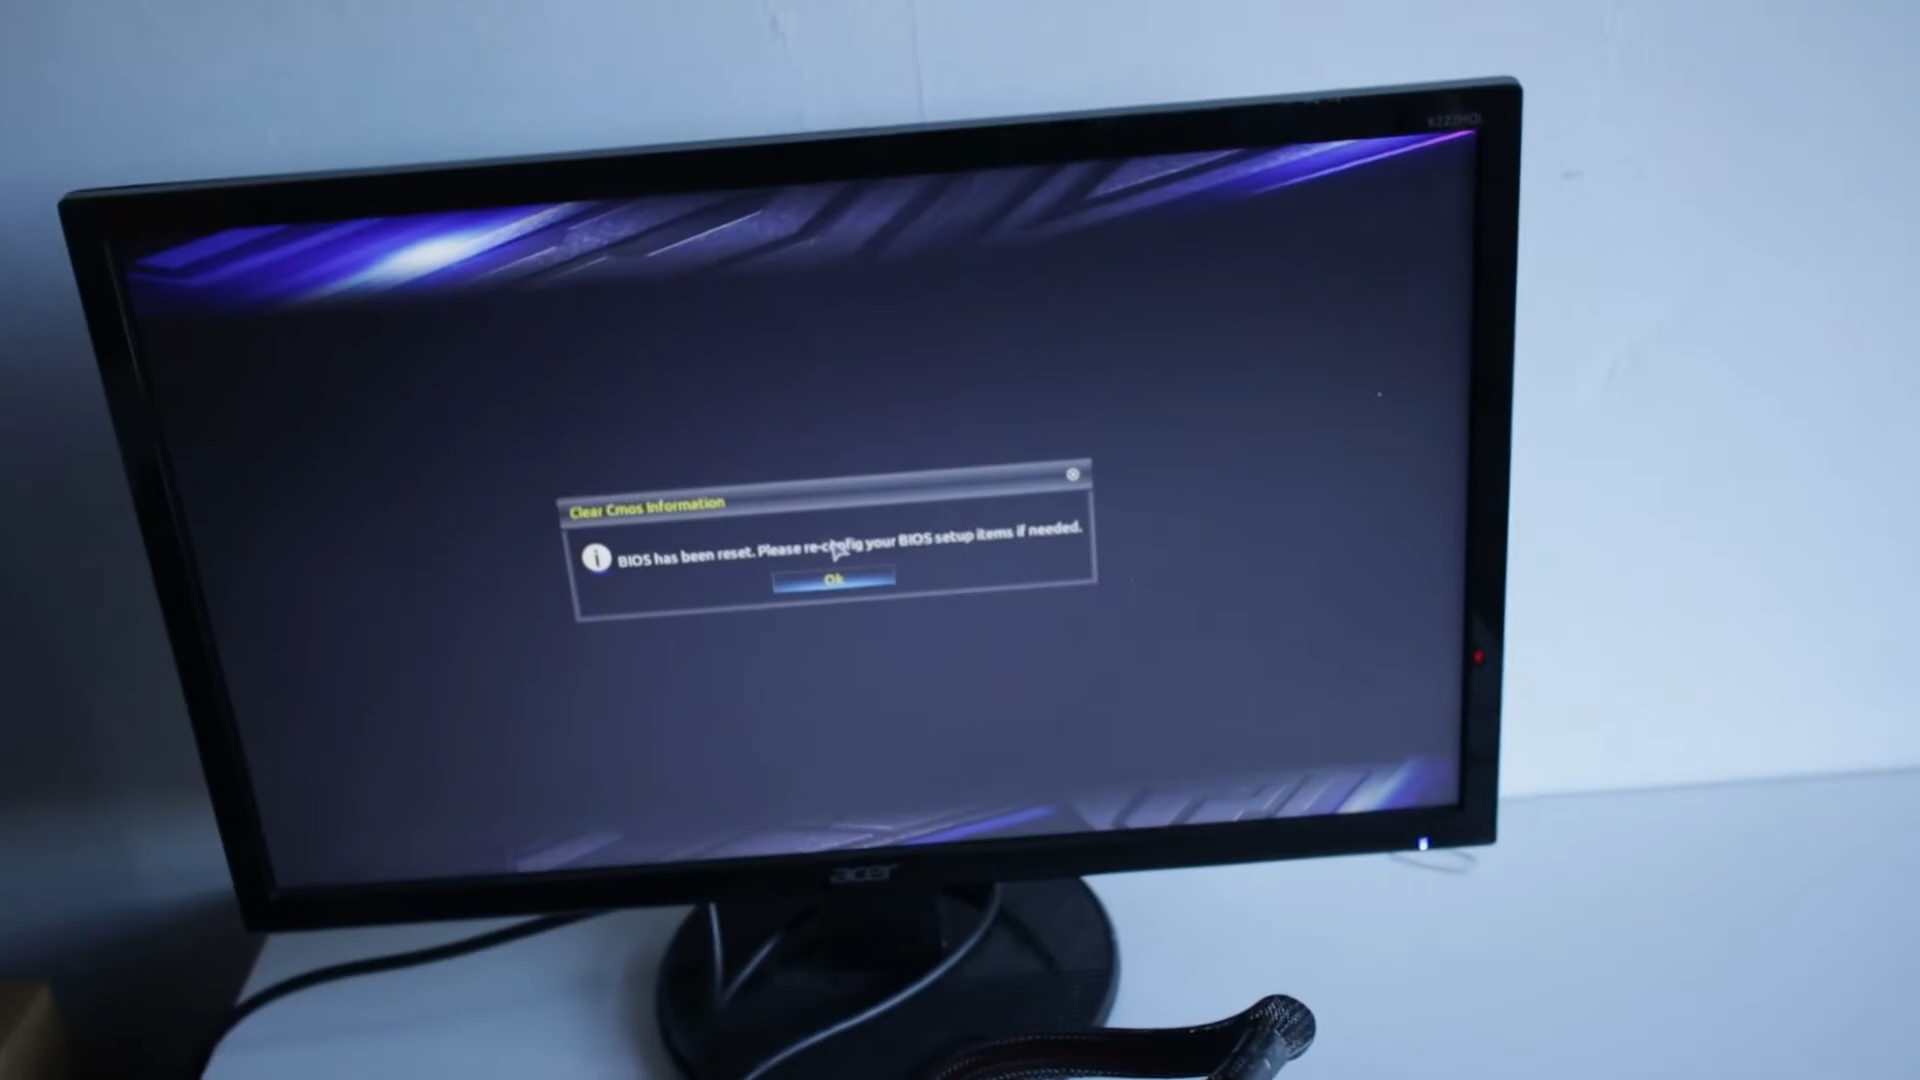 Clear Cmos Information
BIOS has been reset. Please re-config your BIOS setup items if needed.
Ok
acer